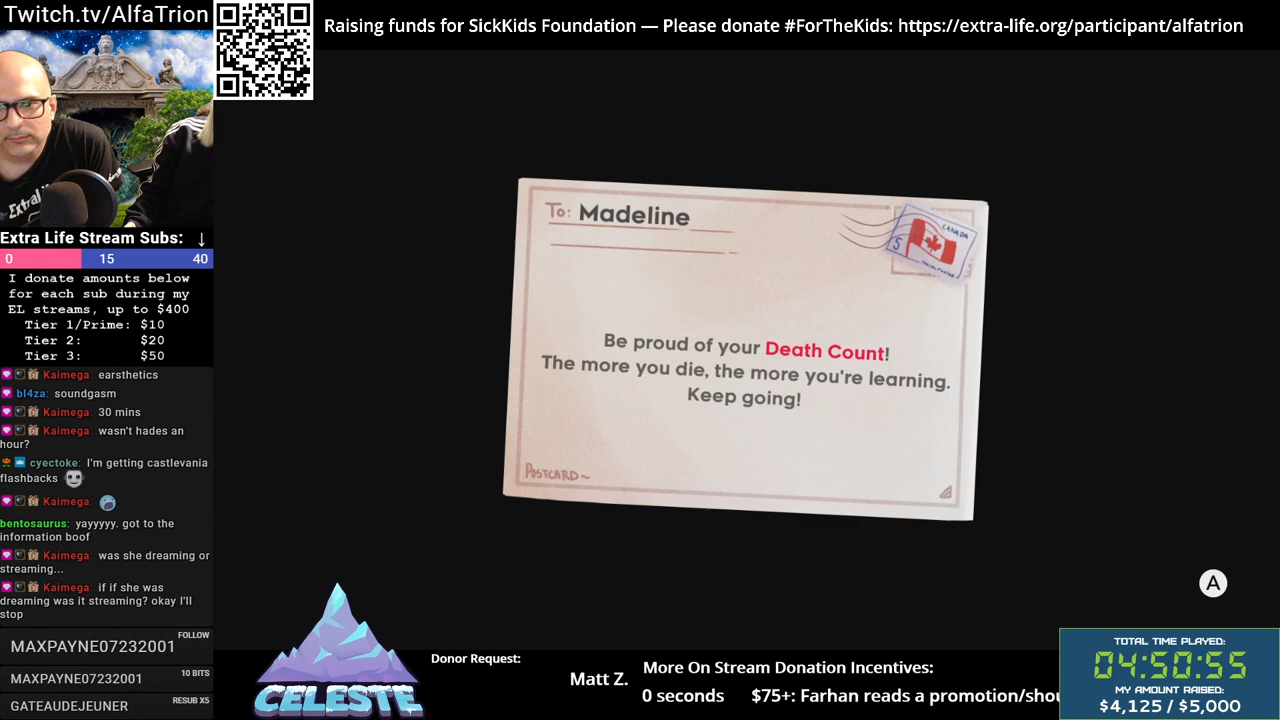 Twitch.tv/AlfaTrion
Raising funds for SickKids Foundation — Please donate #ForTheKids: https://extra-life.org/participant/alfatrion
Extra Life Stream Subs: ↓
0 15 40
I donate amounts below
for each sub during my
EL streams, up to $400
Tier 1/Prime: $10
Tier 2: $20
Tier 3: $50
Kaimega: earsthetics
bl4za: soundgasm
Kaimega: 30 mins
Kaimega: wasn't hades an
hour?
cyectoke: I'm getting castlevania
flashbacks
Kaimega:
bentosaurus: yayyyyy. got to the
information boof
Kaimega: was she dreaming or
streaming...
Kaimega: if if she was
dreaming was it streaming? okay I'll
stop
FOLLOW
MAXPAYNE07232001
10 BITS
MAXPAYNE07232001
RESUB X5
GATEAUDEJEUNER
To: Madeline
CANADA
5
Be proud of your Death Count!
The more you die, the more you're learning.
Keep going!
POSTCARD~
A
CELESTE
Donor Request:
Matt Z.
More On Stream Donation Incentives:
0 seconds $75+: Farhan reads a promotion/shou
TOTAL TIME PLAYED:
04:50:55
MY AMOUNT RAISED:
$4,125 / $5,000